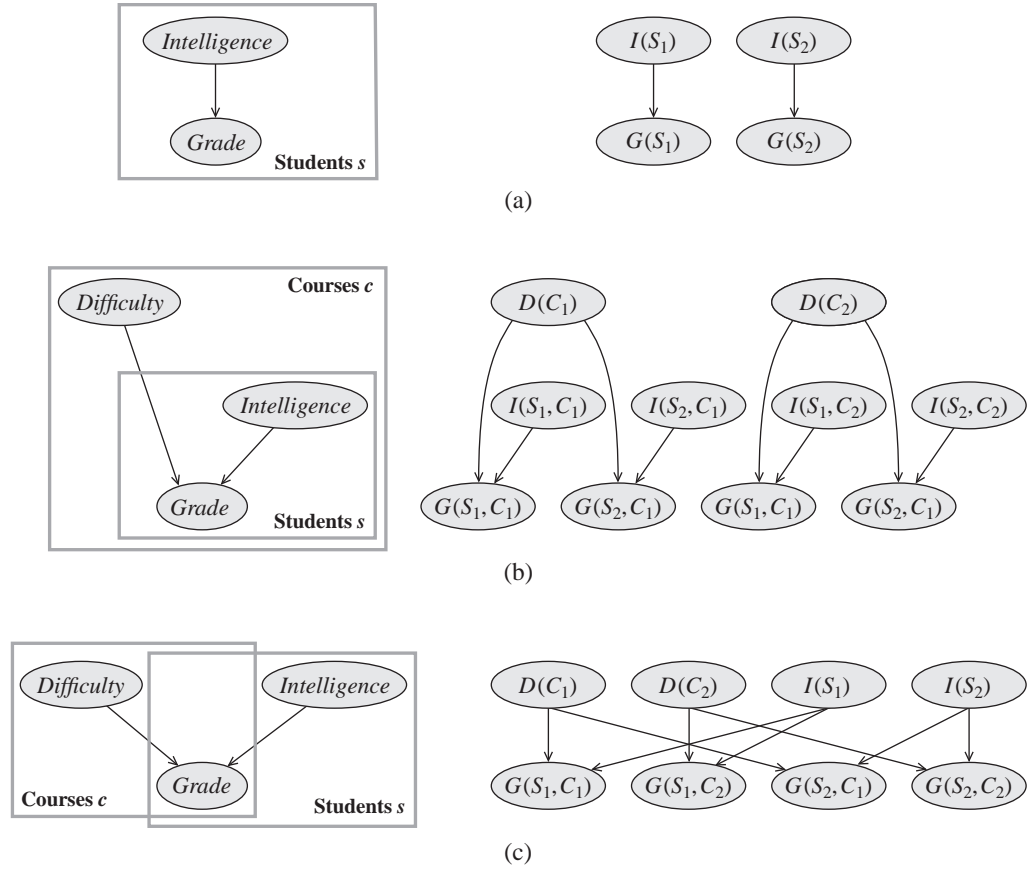 Intelligence
Grade
Students s
I(S₁)
I(S₂)
G(S₁)
G(S₂)
(a)
Courses c
Difficulty
Intelligence
Grade
Students s
D(C₁)
D(C₂)
I(S₁, C₁)
I(S₂, C₁)
I(S₁, C₂)
I(S₂, C₂)
G(S₁, C₁)
G(S₂, C₁)
G(S₁, C₁)
G(S₂, C₁)
(b)
Difficulty
Intelligence
Grade
Courses c
Students s
D(C₁)
D(C₂)
I(S₁)
I(S₂)
G(S₁, C₁)
G(S₁, C₂)
G(S₂, C₁)
G(S₂, C₂)
(c)